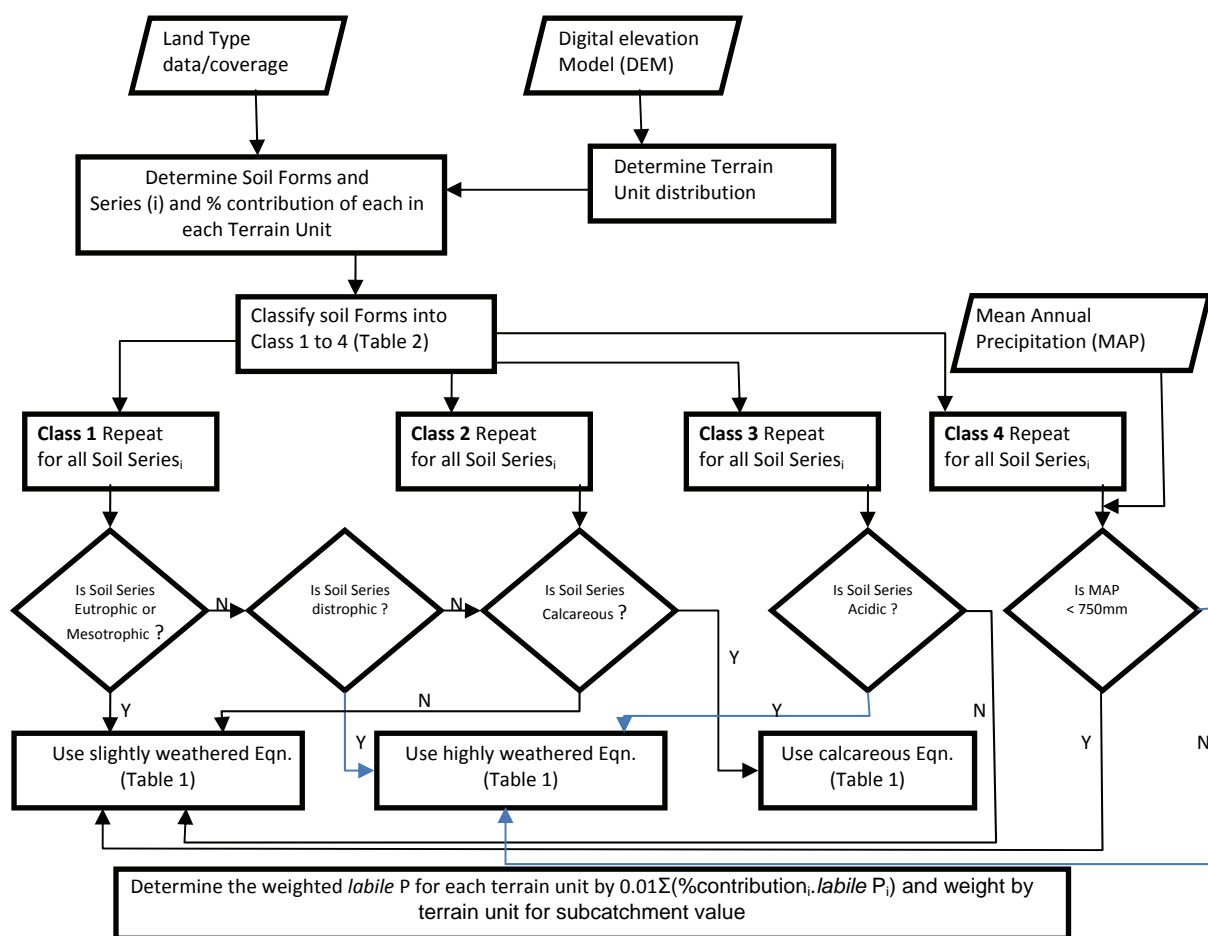 Land Type
data/coverage
Digital elevation
Model (DEM)
Determine Soil Forms and
Series (i) and % contribution of each in
each Terrain Unit
Determine Terrain
Unit distribution
Classify soil Forms into
Class 1 to 4 (Table 2)
Mean Annual
Precipitation (MAP)
Class 1 Repeat
for all Soil Seriesᵢ
Class 2 Repeat
for all Soil Seriesᵢ
Class 3 Repeat
for all Soil Seriesᵢ
Class 4 Repeat
for all Soil Seriesᵢ
Is Soil Series
Eutrophic or
Mesotrophic ?
N
Is Soil Series
distrophic ?
N
Is Soil Series
Calcareous ?
Is Soil Series
Acidic ?
Is MAP
< 750mm
Y
N
Y
Y
Y
N
Y
N
Use slightly weathered Eqn.
(Table 1)
Use highly weathered Eqn.
(Table 1)
Use calcareous Eqn.
(Table 1)
Determine the weighted labile P for each terrain unit by 0.01Σ(%contributionᵢ.labile Pᵢ) and weight by
terrain unit for subcatchment value